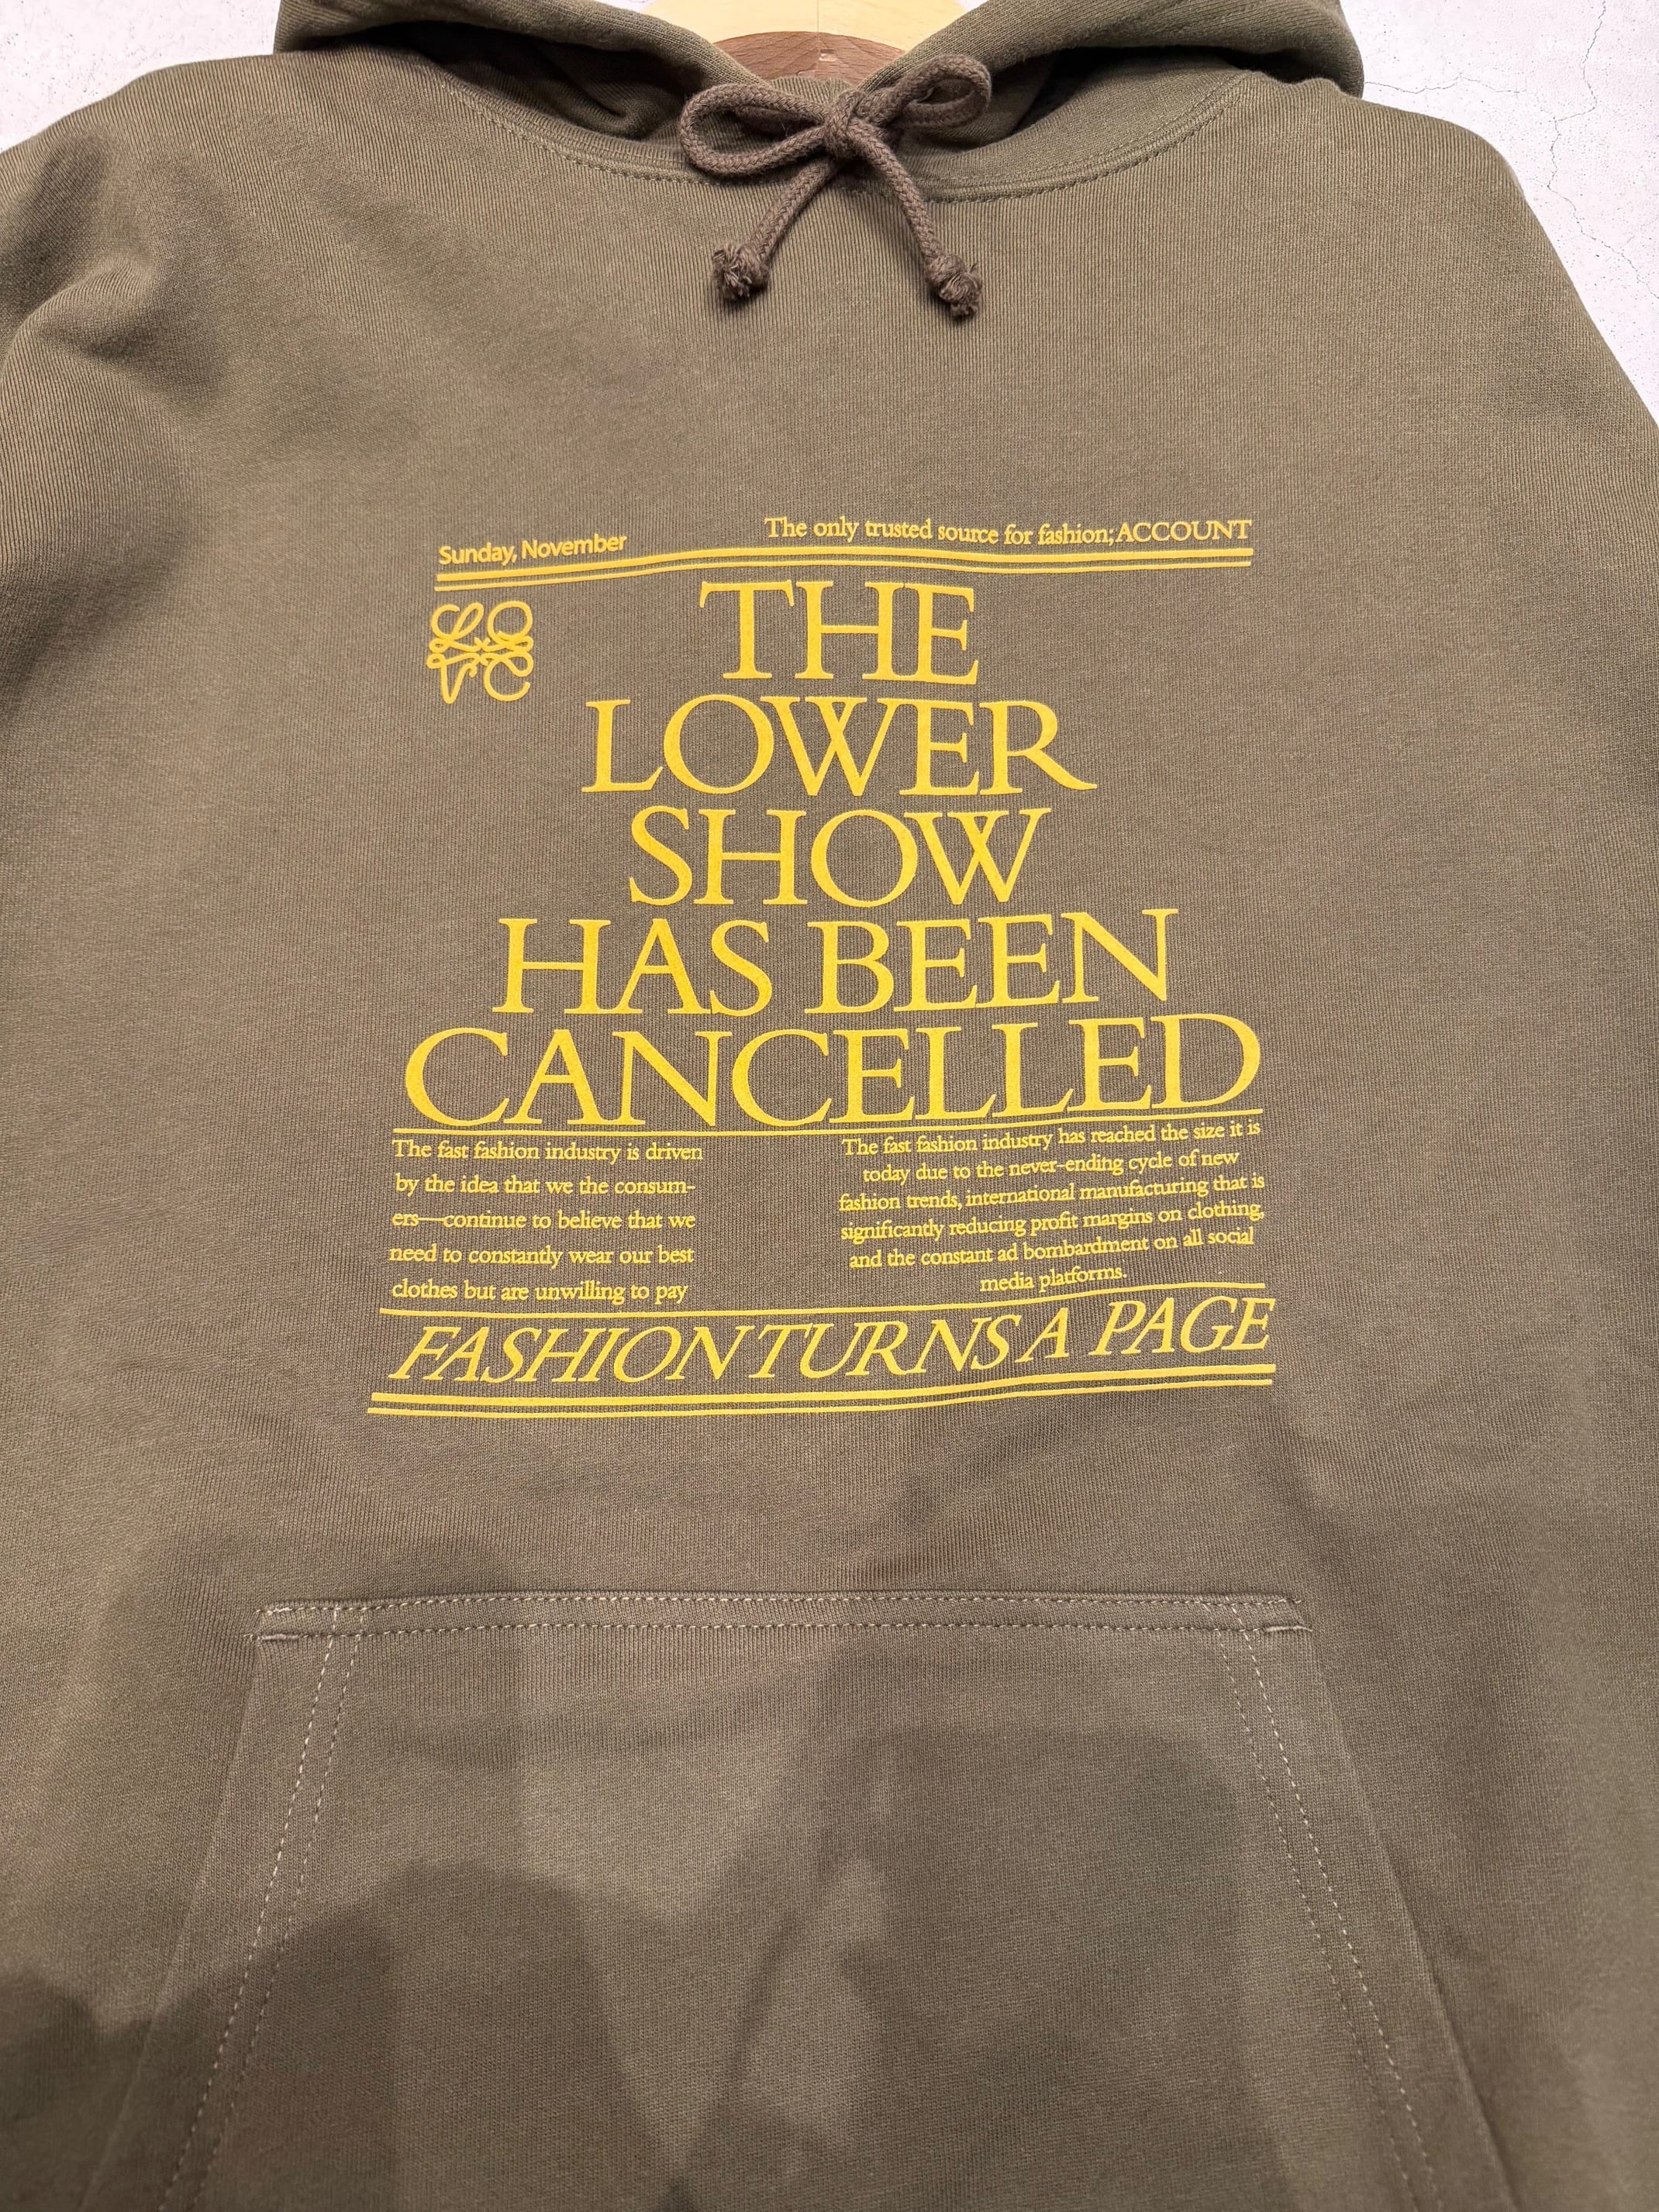 Sunday, November
The only trusted source for fashion; ACCOUNT
LOVC
THE
LOWER
SHOW
HAS BEEN
CANCELLED
The fast fashion industry is driven
by the idea that we the consum-
ers—continue to believe that we
need to constantly wear our best
clothes but are unwilling to pay
The fast fashion industry has reached the size it is
today due to the never-ending cycle of new
fashion trends, international manufacturing that is
significantly reducing profit margins on clothing,
and the constant ad bombardment on all social
media platforms.
FASHION TURNS A PAGE